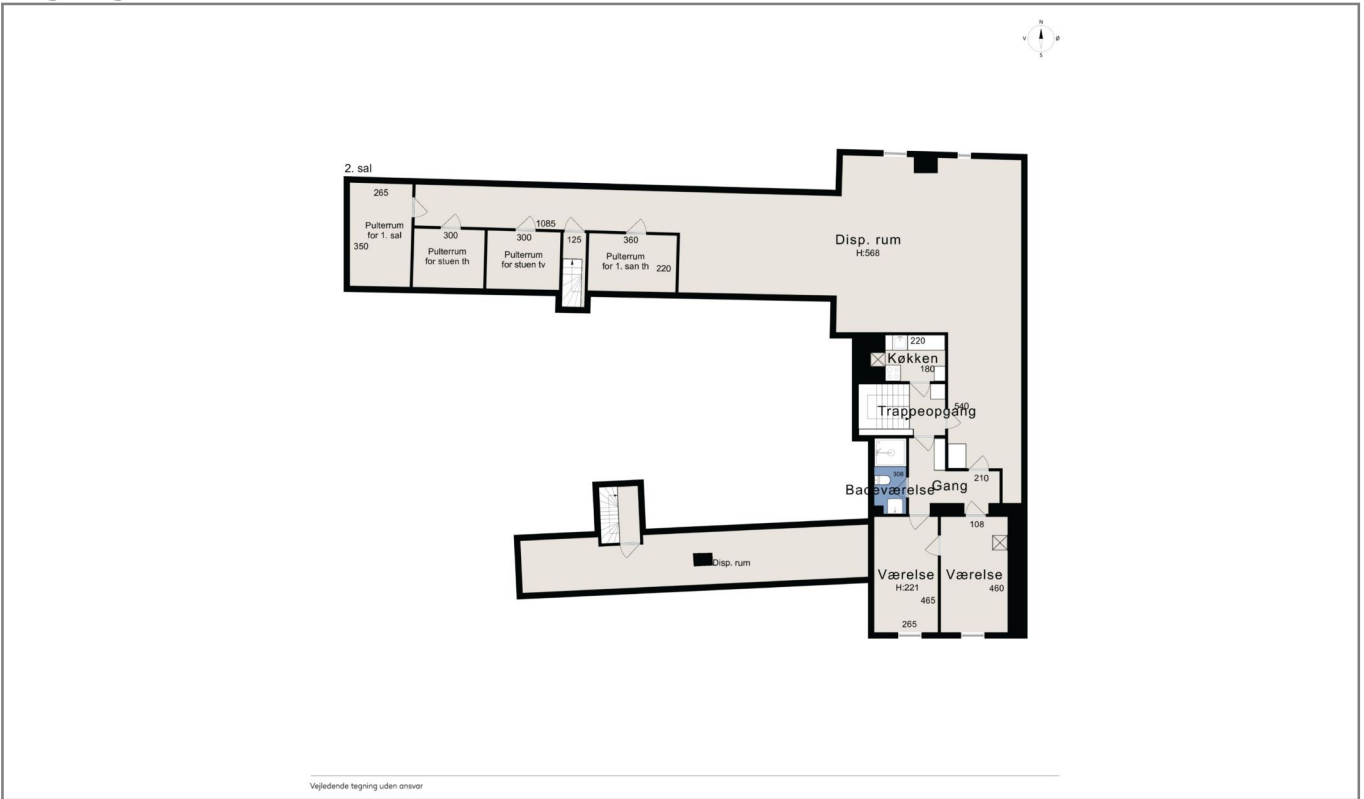 N
V Ø
S
2. sal
265
Pulterrum
for 1. sal
350
300
Pulterrum
for stuen th
1085
300
Pulterrum
for stuen tv
125
360
Pulterrum
for 1. san th
220
Disp. rum
H:568
220
Køkken
180
Trappeopgang
540
308
Badeværelse
Gang
210
108
Disp. rum
Værelse
H:221
465
265
Værelse
460
Vejledende tegning uden ansvar